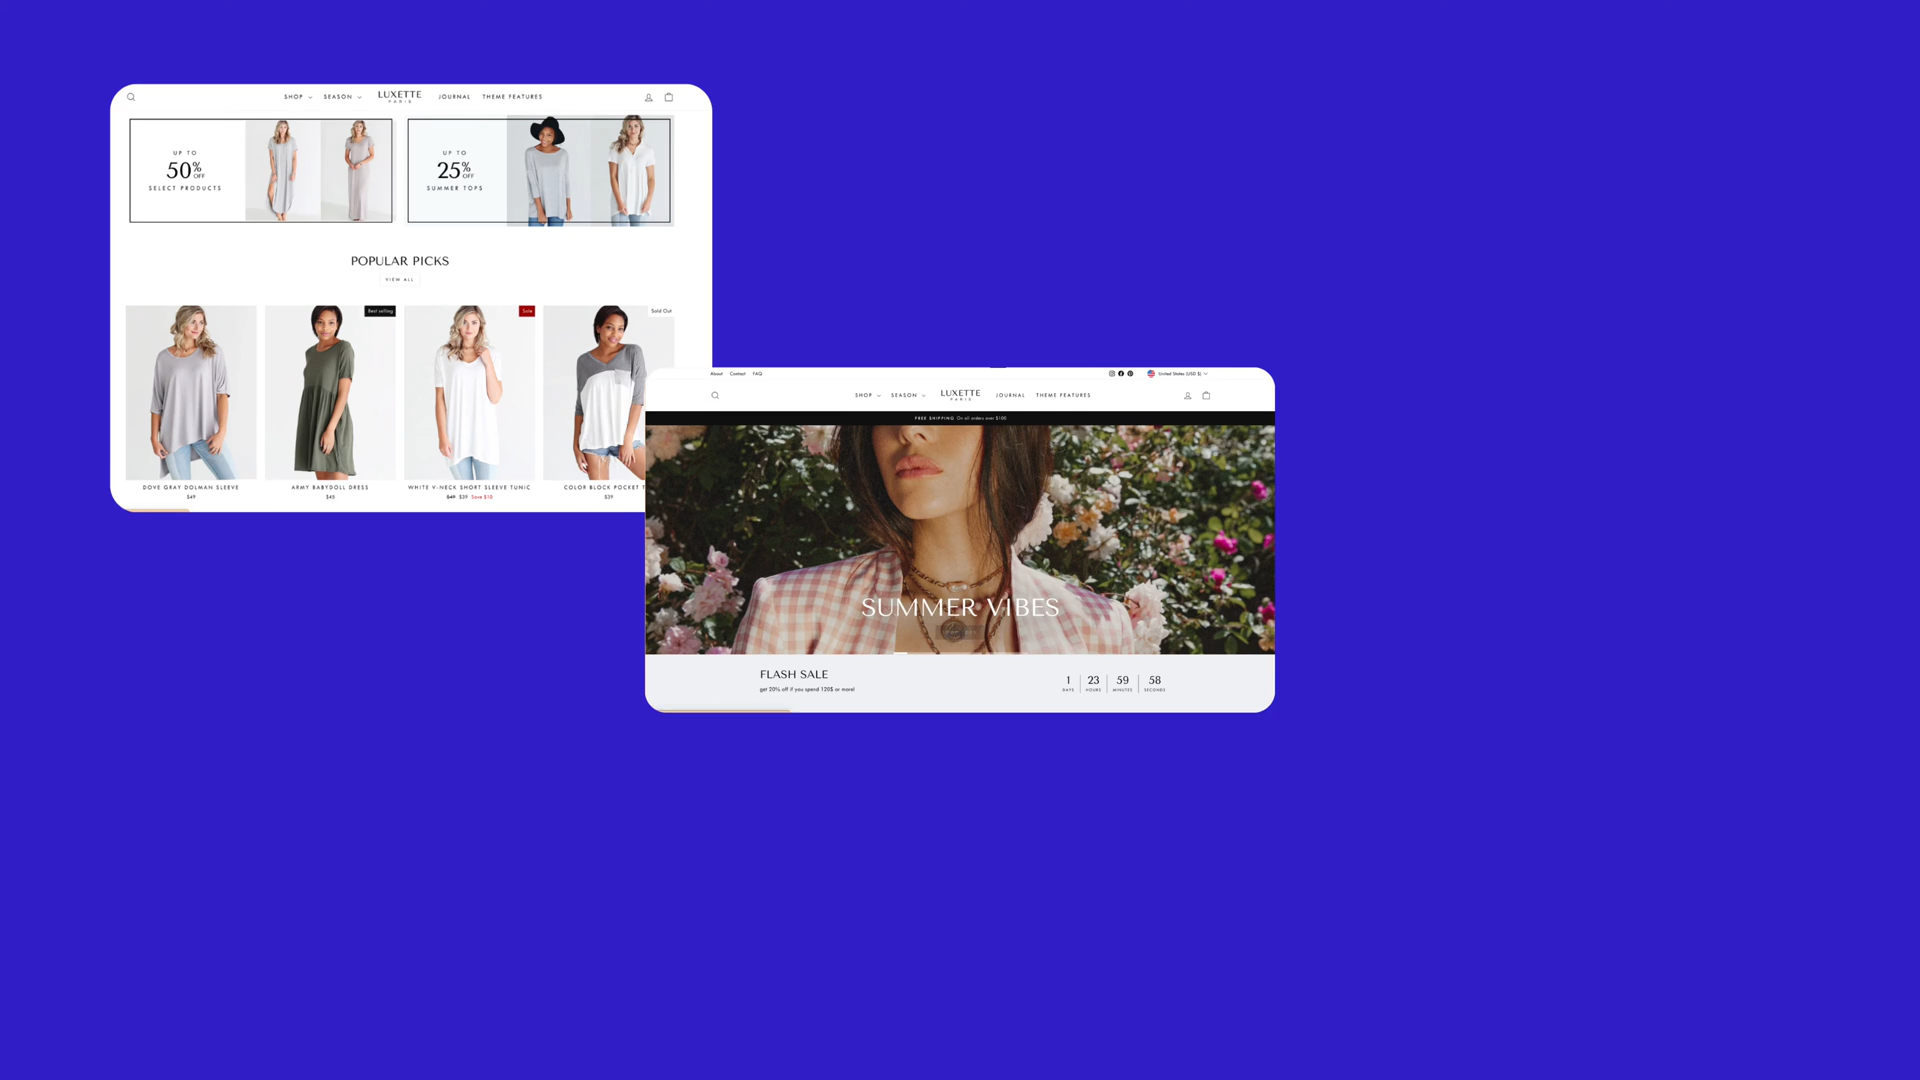 SHOP SEASON LUXETTE PARIS JOURNAL THEME FEATURES
UP TO
50% OFF
SELECT PRODUCTS
UP TO
25% OFF
SUMMER TOPS
POPULAR PICKS
VIEW ALL
Best selling
Sale
Sold Out
DOVE GRAY DOLMAN SLEEVE
$49
ARMY BABYDOLL DRESS
$45
WHITE V-NECK SHORT SLEEVE TUNIC
$49 $39 Save $10
COLOR BLOCK POCKET T
$39
About Contact FAQ
United States (USD $)
SHOP SEASON LUXETTE PARIS JOURNAL THEME FEATURES
FREE SHIPPING On all orders over $100
SUMMER VIBES
FLASH SALE
get 20% off if you spend 120$ or more!
1 23 59 58
DAYS HOURS MINUTES SECONDS